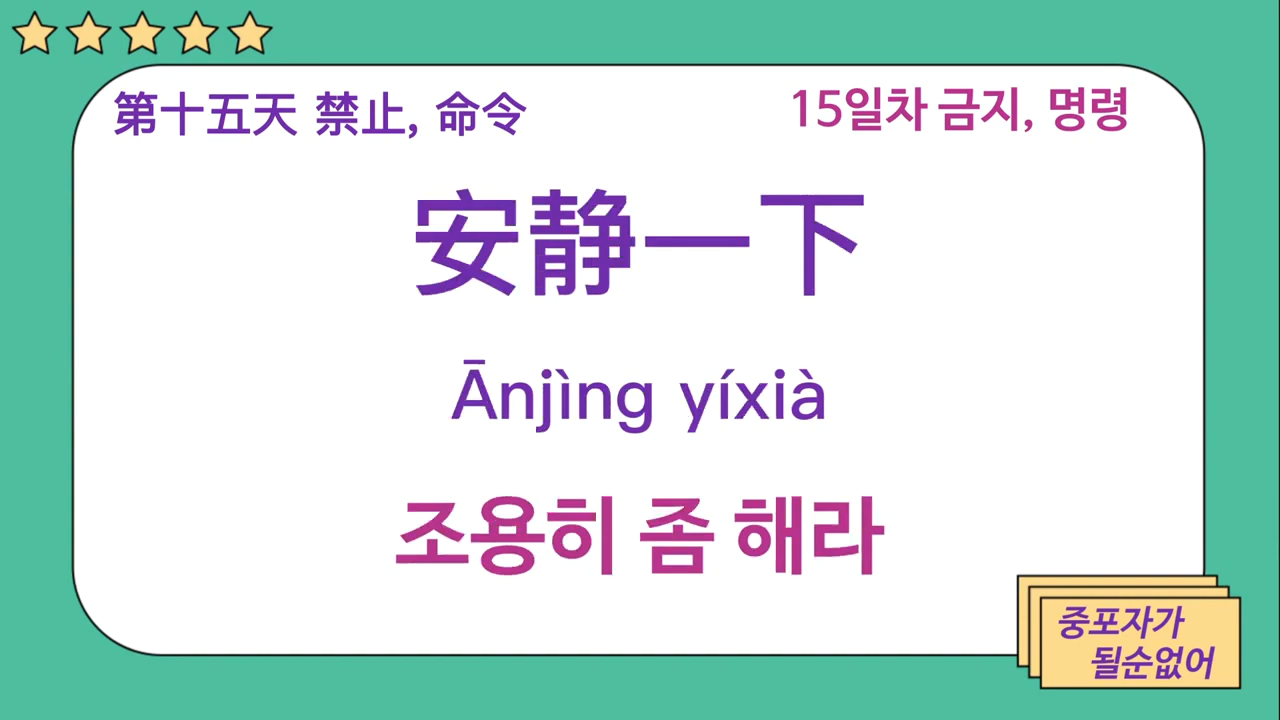 第十五天 禁止, 命令
15일차 금지, 명령
安静一下
Ānjìng yíxià
조용히 좀 해라
중포자가
될순없어